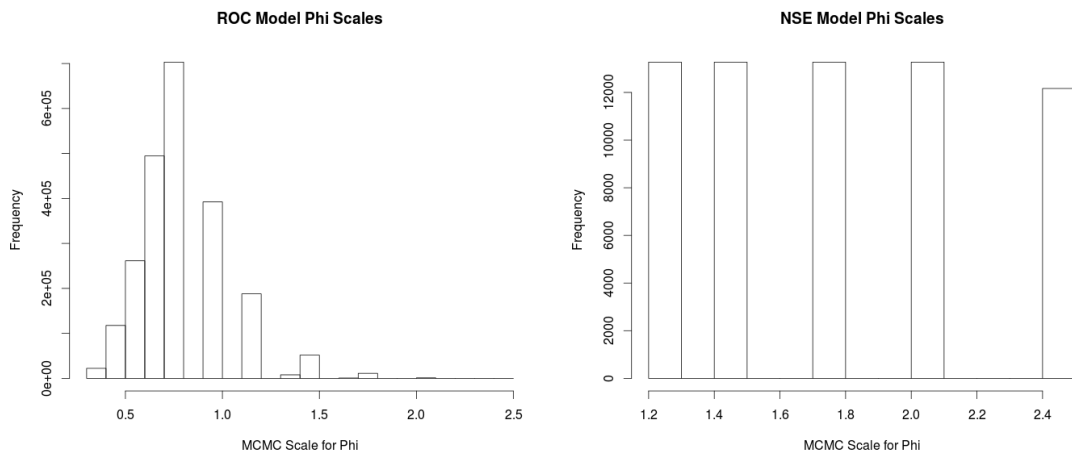 ROC Model Phi Scales
NSE Model Phi Scales
Frequency
0e+00
2e+05
4e+05
6e+05
0.5 1.0 1.5 2.0 2.5
MCMC Scale for Phi
Frequency
0
2000
4000
6000
8000
10000
12000
1.2 1.4 1.6 1.8 2.0 2.2 2.4
MCMC Scale for Phi